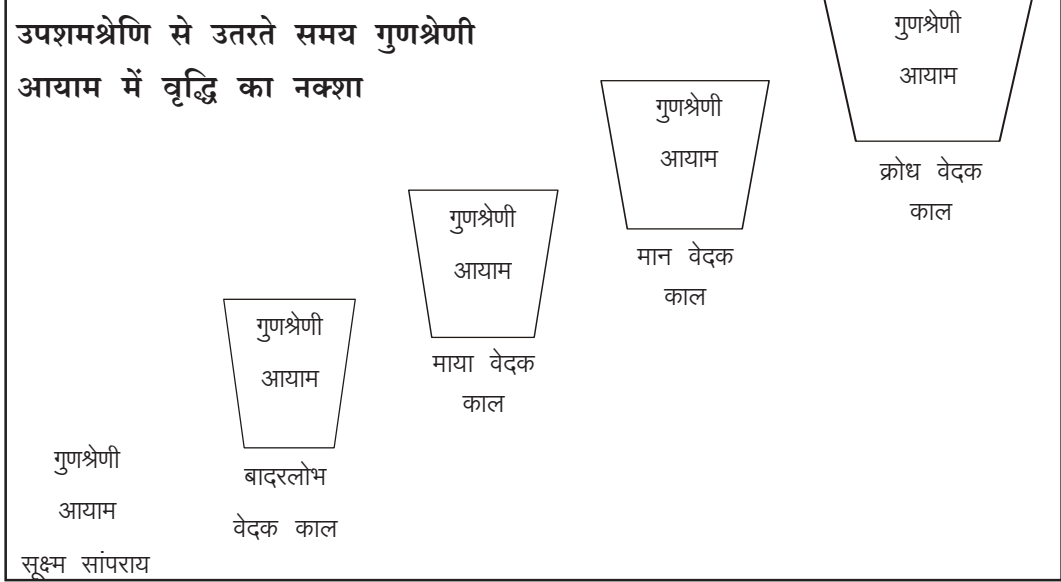 उपशमश्रेणि से उतरते समय गुणश्रेणी
आयाम में वृद्धि का नक्शा
गुणश्रेणी
आयाम
क्रोध वेदक
काल
गुणश्रेणी
आयाम
मान वेदक
काल
गुणश्रेणी
आयाम
माया वेदक
काल
गुणश्रेणी
आयाम
बादरलोभ
वेदक काल
गुणश्रेणी
आयाम
सूक्ष्म सांपराय